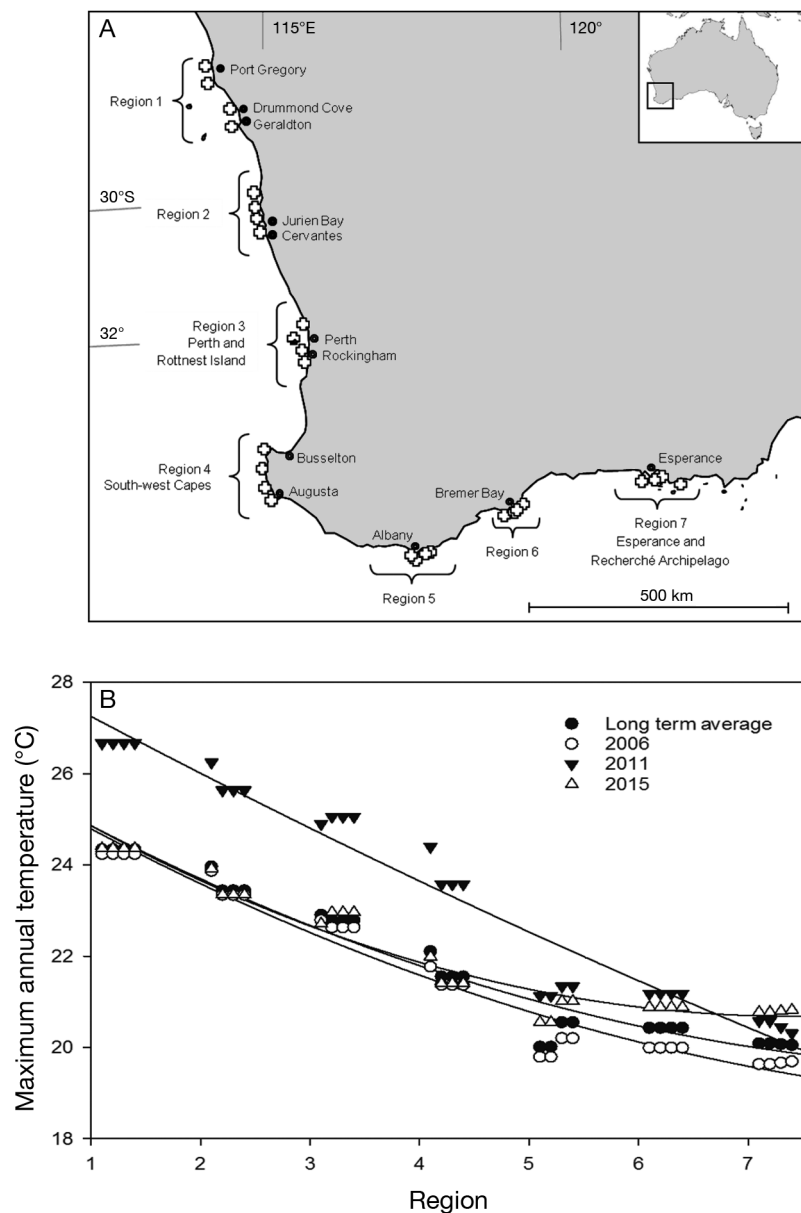 A
115°E
120°
Port Gregory
Region 1
Drummond Cove
Geraldton
30°S
Region 2
Jurien Bay
Cervantes
32°
Region 3
Perth and
Rottnest Island
Perth
Rockingham
Region 4
South-west Capes
Busselton
Augusta
Albany
Region 5
Bremer Bay
Region 6
Esperance
Region 7
Esperance and
Recherché Archipelago
500 km
B
Maximum annual temperature (°C)
28
26
24
22
20
18
Long term average
2006
2011
2015
1 2 3 4 5 6 7
Region